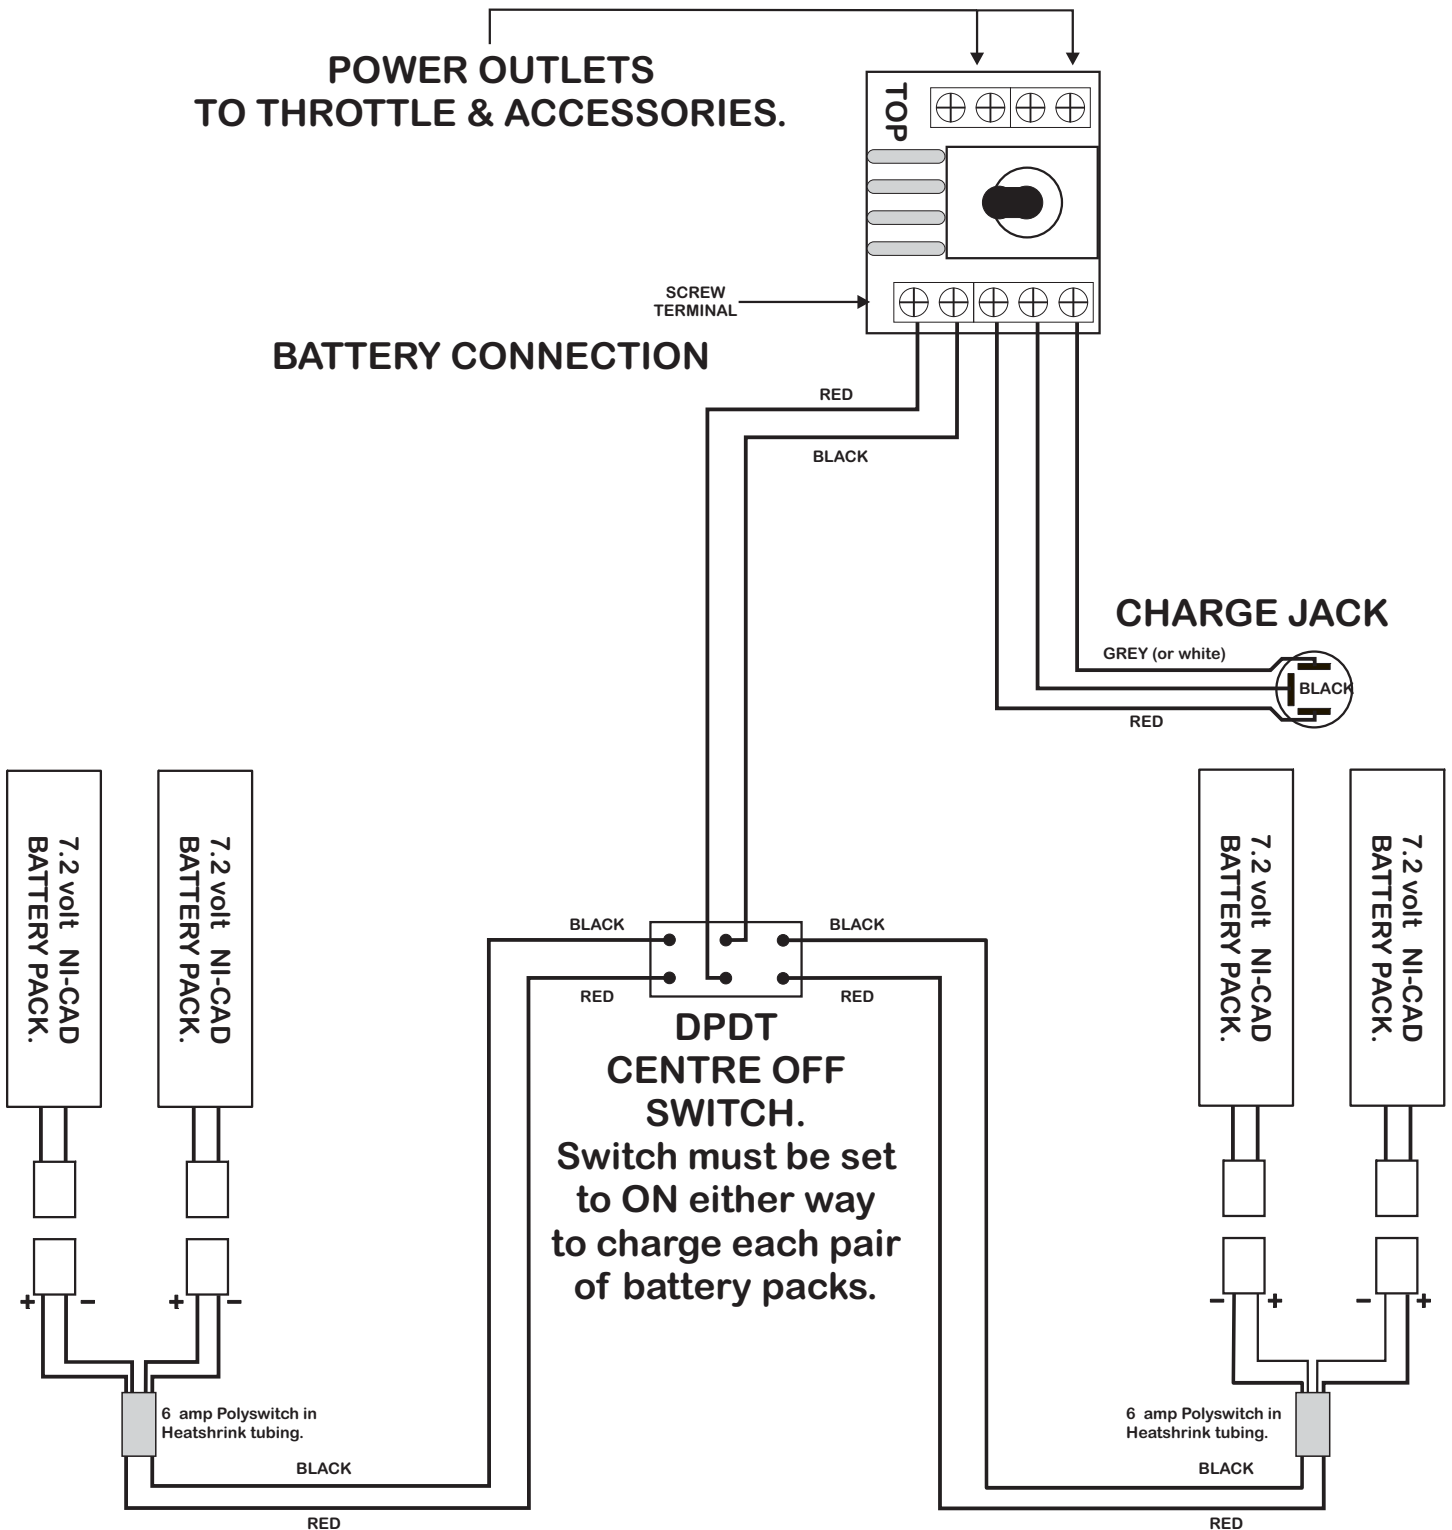 POWER OUTLETS
TO THROTTLE & ACCESSORIES.
TOP
SCREW
TERMINAL
BATTERY CONNECTION
RED
BLACK
CHARGE JACK
GREY (or white)
BLACK
RED
7.2 volt NI-CAD
BATTERY PACK.
7.2 volt NI-CAD
BATTERY PACK.
7.2 volt NI-CAD
BATTERY PACK.
7.2 volt NI-CAD
BATTERY PACK.
BLACK
BLACK
RED
RED
DPDT
CENTRE OFF
SWITCH.
Switch must be set
to ON either way
to charge each pair
of battery packs.
+ − + −
− + − +
6 amp Polyswitch in
Heatshrink tubing.
6 amp Polyswitch in
Heatshrink tubing.
BLACK
BLACK
RED
RED